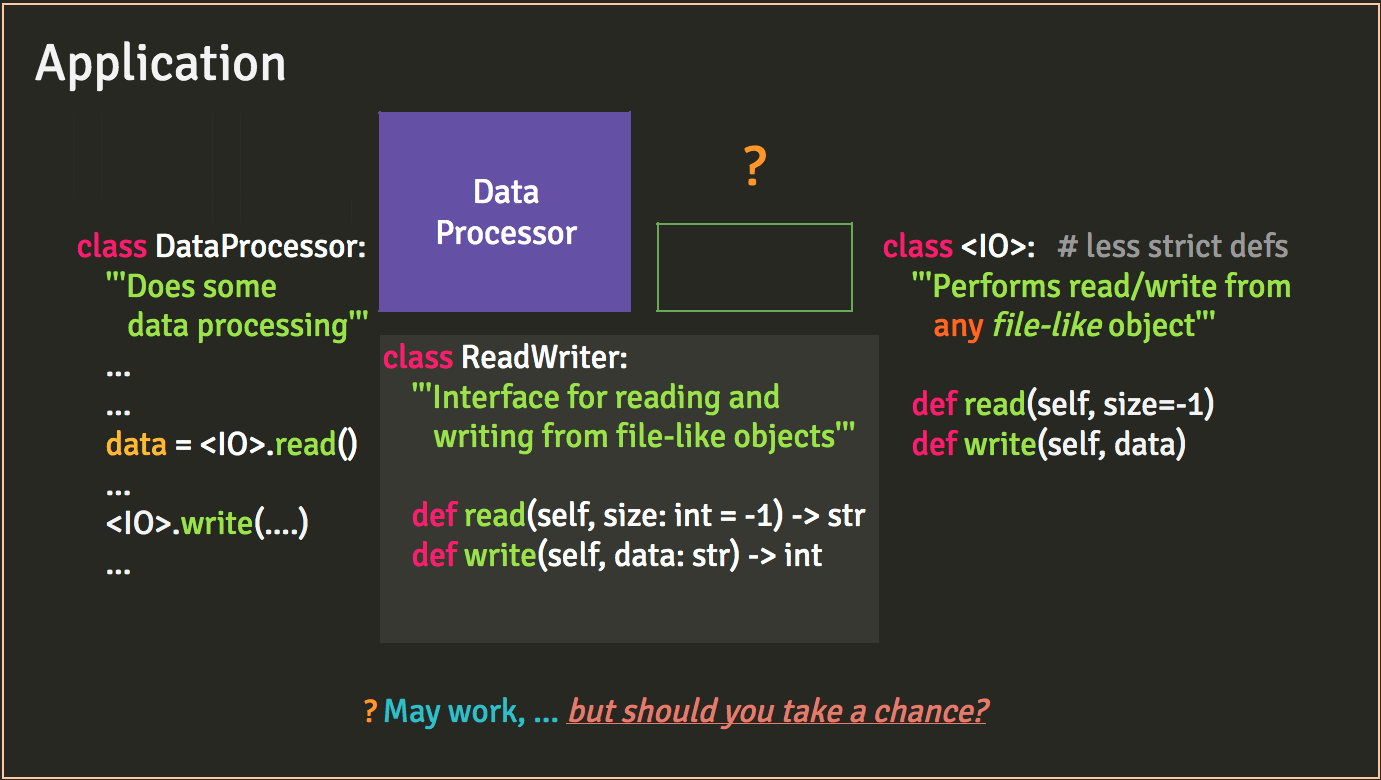 Application
Data
Processor
?
class DataProcessor:
'''Does some
data processing'''
...
...
data = <IO>.read()
...
<IO>.write(....)
...
class ReadWriter:
'''Interface for reading and
writing from file-like objects'''
def read(self, size: int = -1) -> str
def write(self, data: str) -> int
class <IO>: # less strict defs
'''Performs read/write from
any file-like object'''
def read(self, size=-1)
def write(self, data)
? May work, ... but should you take a chance?